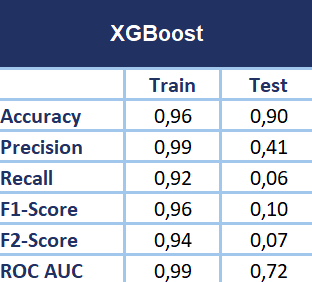 XGBoost
Train Test
Accuracy 0,96 0,90
Precision 0,99 0,41
Recall 0,92 0,06
F1-Score 0,96 0,10
F2-Score 0,94 0,07
ROC AUC 0,99 0,72